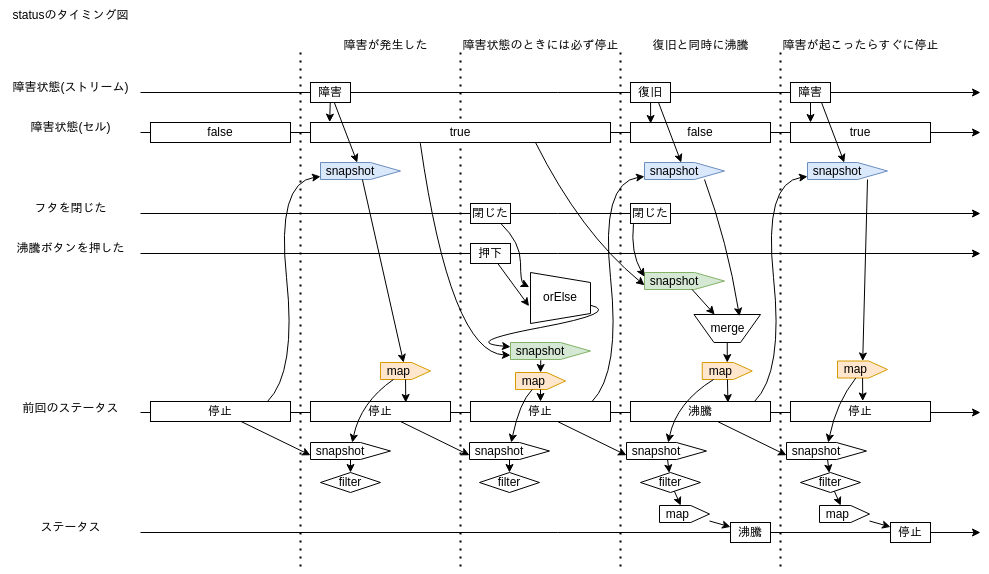 statusのタイミング図
障害が発生した 障害状態のときには必ず停止 復旧と同時に沸騰 障害が起こったらすぐに停止
障害状態(ストリーム) 障害 復旧 障害
障害状態(セル) false true false true
snapshot snapshot snapshot
フタを閉じた 閉じた 閉じた
沸騰ボタンを押した 押下
snapshot
orElse
merge
snapshot
map map map
map
前回のステータス 停止 停止 停止 沸騰 停止
snapshot snapshot snapshot snapshot
filter filter filter filter
map map
ステータス 沸騰 停止